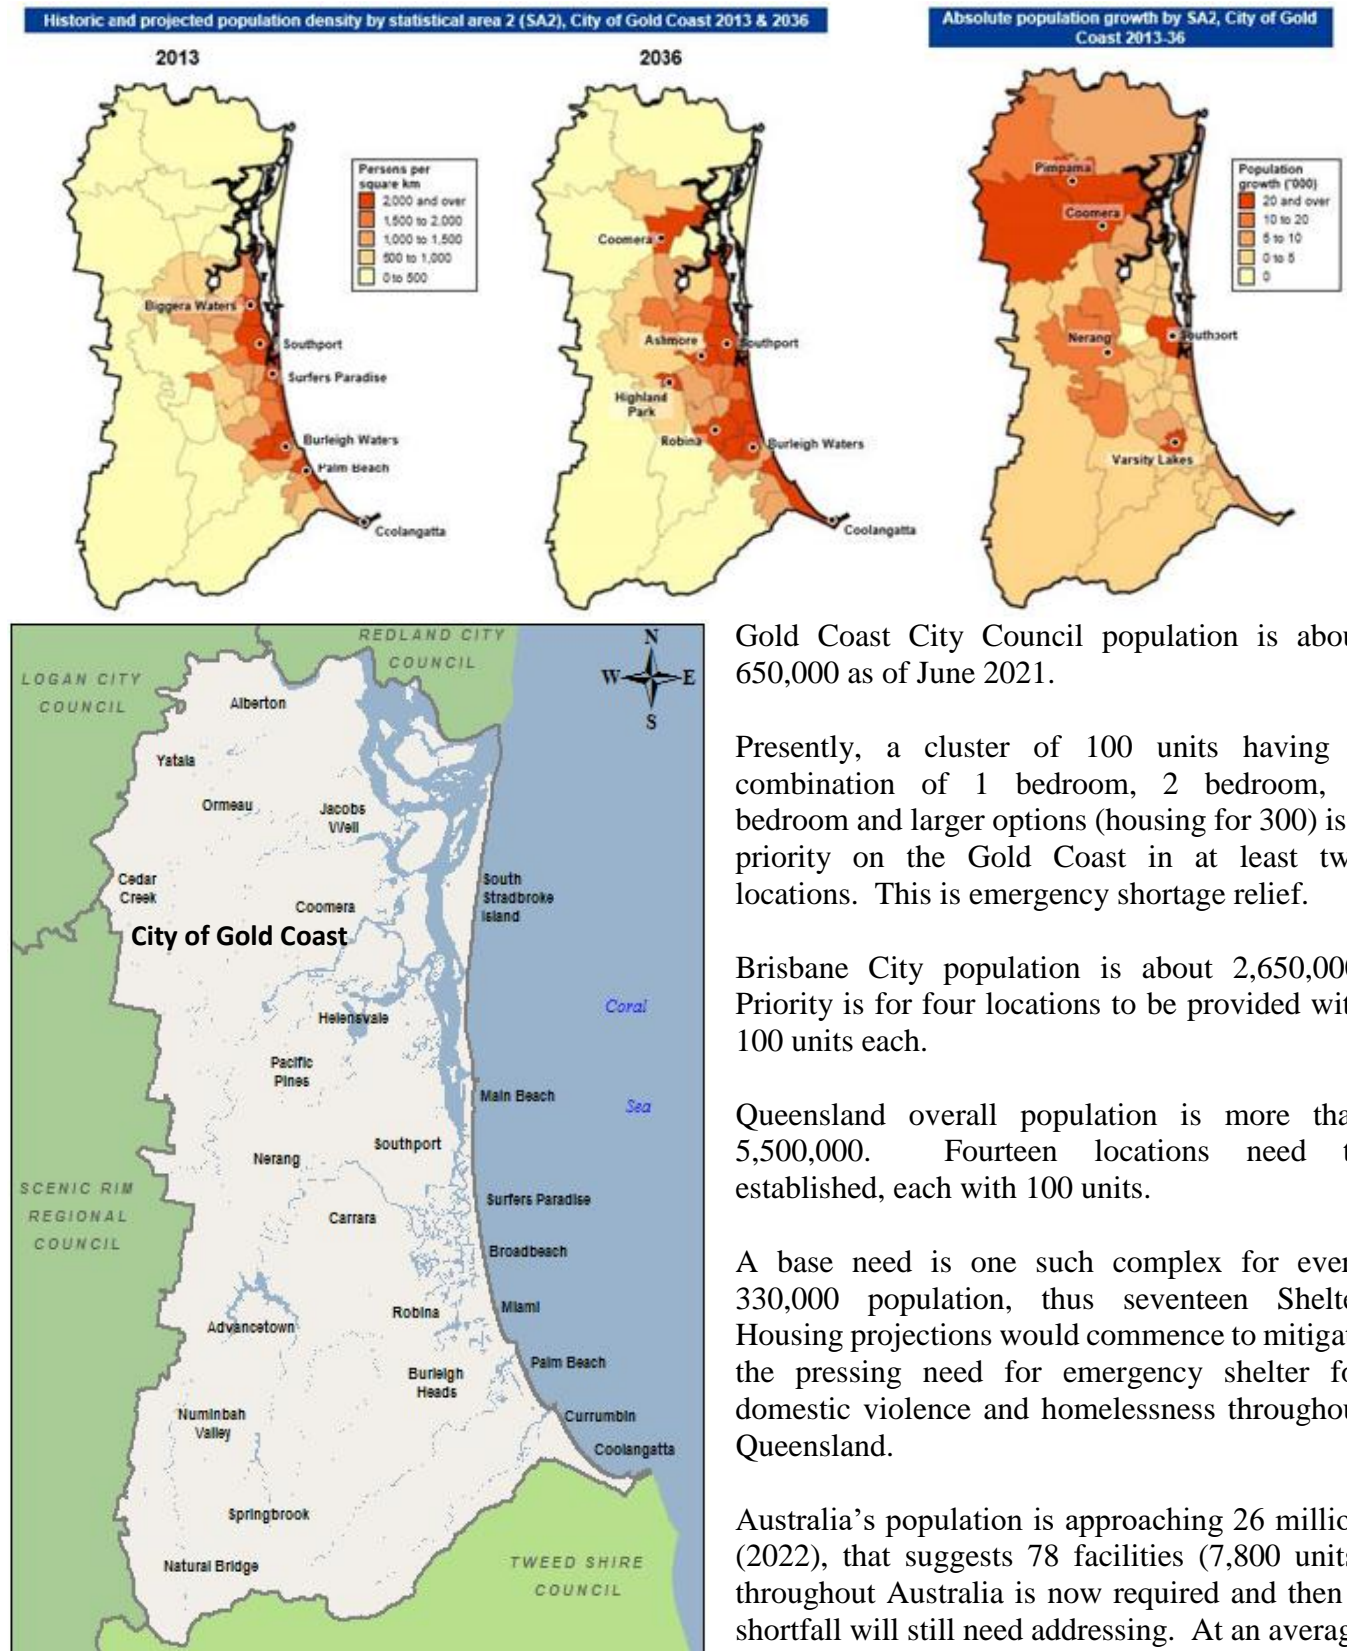 Historic and projected population density by statistical area 2 (SA2), City of Gold Coast 2013 & 2036
2013
2036
Persons per
square km
2,000 and over
1,500 to 2,000
1,000 to 1,500
500 to 1,000
0 to 500
Biggera Waters
Southport
Surfers Paradise
Burleigh Waters
Palm Beach
Coolangatta
Coomera
Ashmore
Southport
Highland
Park
Robina
Burleigh Waters
Coolangatta
Absolute population growth by SA2, City of Gold
Coast 2013-36
Population
growth ('000)
20 and over
10 to 20
5 to 10
0 to 5
0
Pimpama
Coomera
Nerang
Southport
Varsity Lakes
REDLAND CITY
COUNCIL
LOGAN CITY
COUNCIL
N
W E
S
Alberton
Yatala
Ormeau
Jacobs
Well
Cedar
Creek
Coomera
South
Stradbroke
Island
City of Gold Coast
Helensvale
Coral
Pacific
Pines
Main Beach
Sea
Southport
Nerang
SCENIC RIM
REGIONAL
COUNCIL
Surfers Paradise
Carrara
Broadbeach
Miami
Robina
Advancetown
Palm Beach
Burleigh
Heads
Numinbah
Valley
Currumbin
Coolangatta
Springbrook
Natural Bridge
TWEED SHIRE
COUNCIL
Gold Coast City Council population is abou
650,000 as of June 2021.
Presently, a cluster of 100 units having
combination of 1 bedroom, 2 bedroom,
bedroom and larger options (housing for 300) is
priority on the Gold Coast in at least tw
locations. This is emergency shortage relief.
Brisbane City population is about 2,650,000
Priority is for four locations to be provided wit
100 units each.
Queensland overall population is more tha
5,500,000. Fourteen locations need t
established, each with 100 units.
A base need is one such complex for ever
330,000 population, thus seventeen Shelte
Housing projections would commence to mitigat
the pressing need for emergency shelter fo
domestic violence and homelessness throughou
Queensland.
Australia’s population is approaching 26 millio
(2022), that suggests 78 facilities (7,800 units
throughout Australia is now required and then
shortfall will still need addressing. At an averag